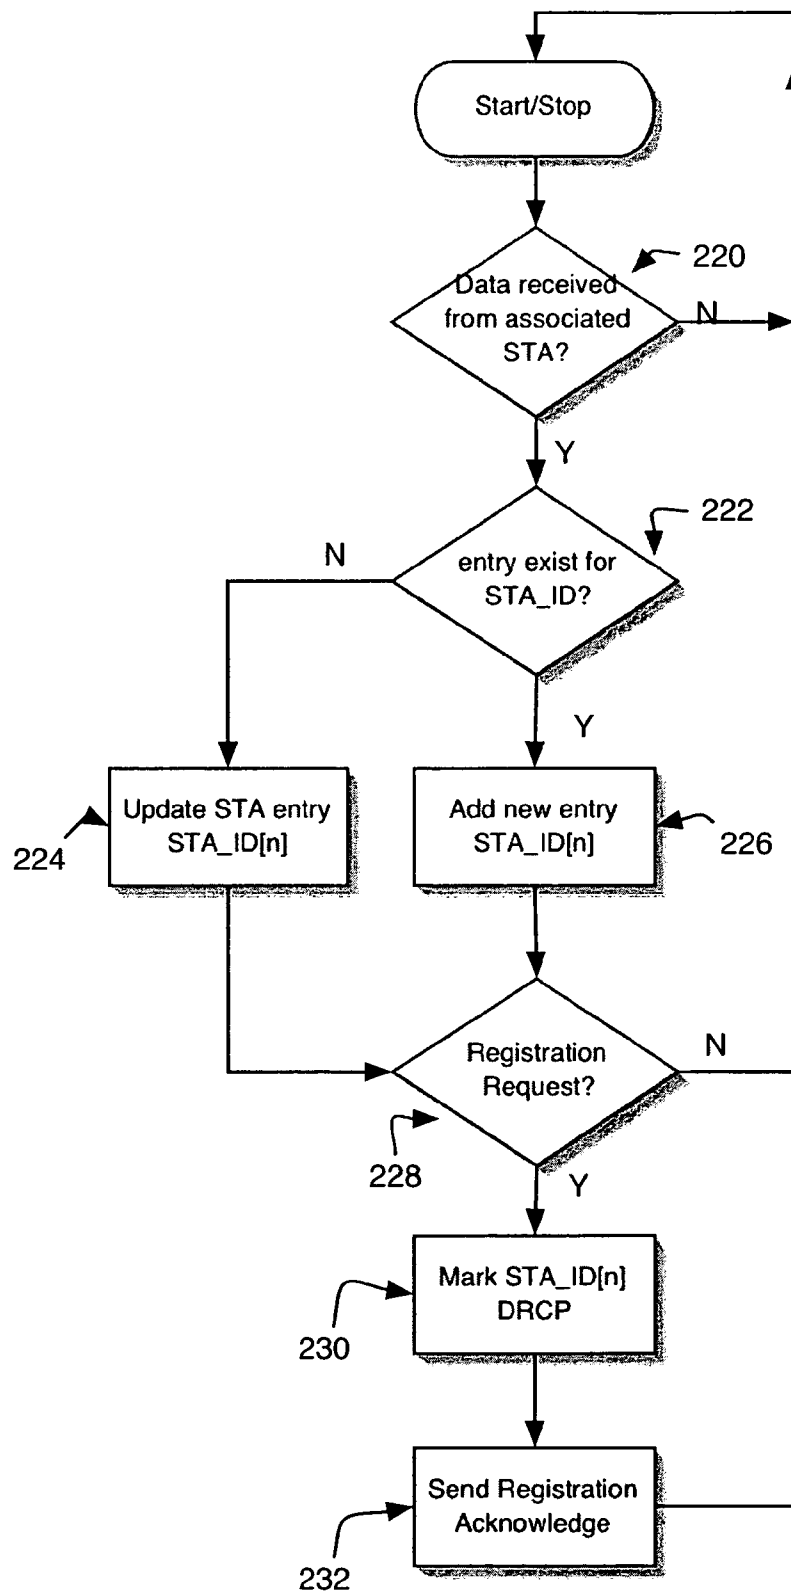 Start/Stop
220
Data received
from associated
STA?
N
Y
222
entry exist for
STA_ID?
N
Y
Update STA entry
STA_ID[n]
224
Add new entry
STA_ID[n]
226
Registration
Request?
N
228
Y
Mark STA_ID[n]
DRCP
230
Send Registration
Acknowledge
232